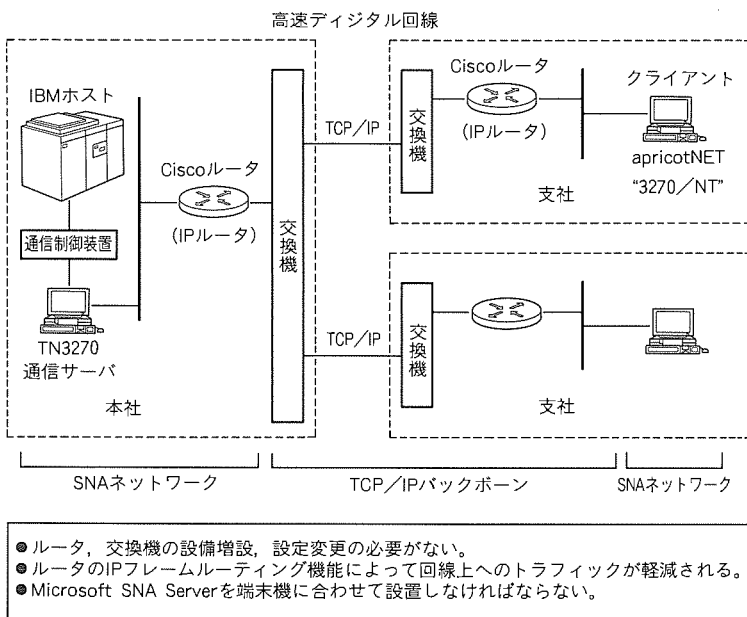 高速ディジタル回線
IBMホスト
通信制御装置
TN3270
通信サーバ
Ciscoルータ
(IPルータ)
本社
交換機
TCP/IP
TCP/IP
交換機
Ciscoルータ
(IPルータ)
クライアント
apricotNET
“3270/NT”
支社
交換機
支社
SNAネットワーク
TCP/IPバックボーン
SNAネットワーク
●ルータ，交換機の設備増設，設定変更の必要がない。
●ルータのIPフレームルーティング機能によって回線上へのトラフィックが軽減される。
●Microsoft SNA Serverを端末機に合わせて設置しなければならない。